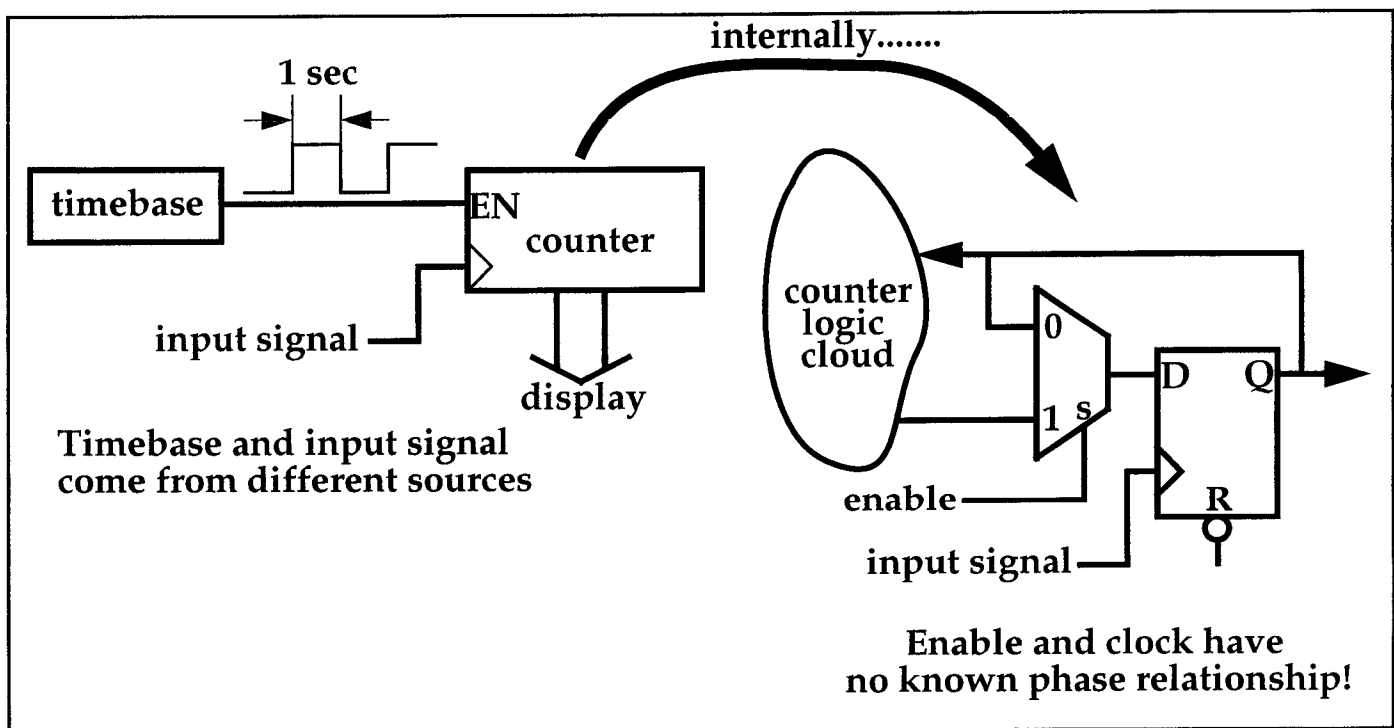 internally.......
1 sec
timebase
EN
counter
input signal
display
Timebase and input signal
come from different sources
counter
logic
cloud
0
1 s
D Q
R
enable
input signal
Enable and clock have
no known phase relationship!